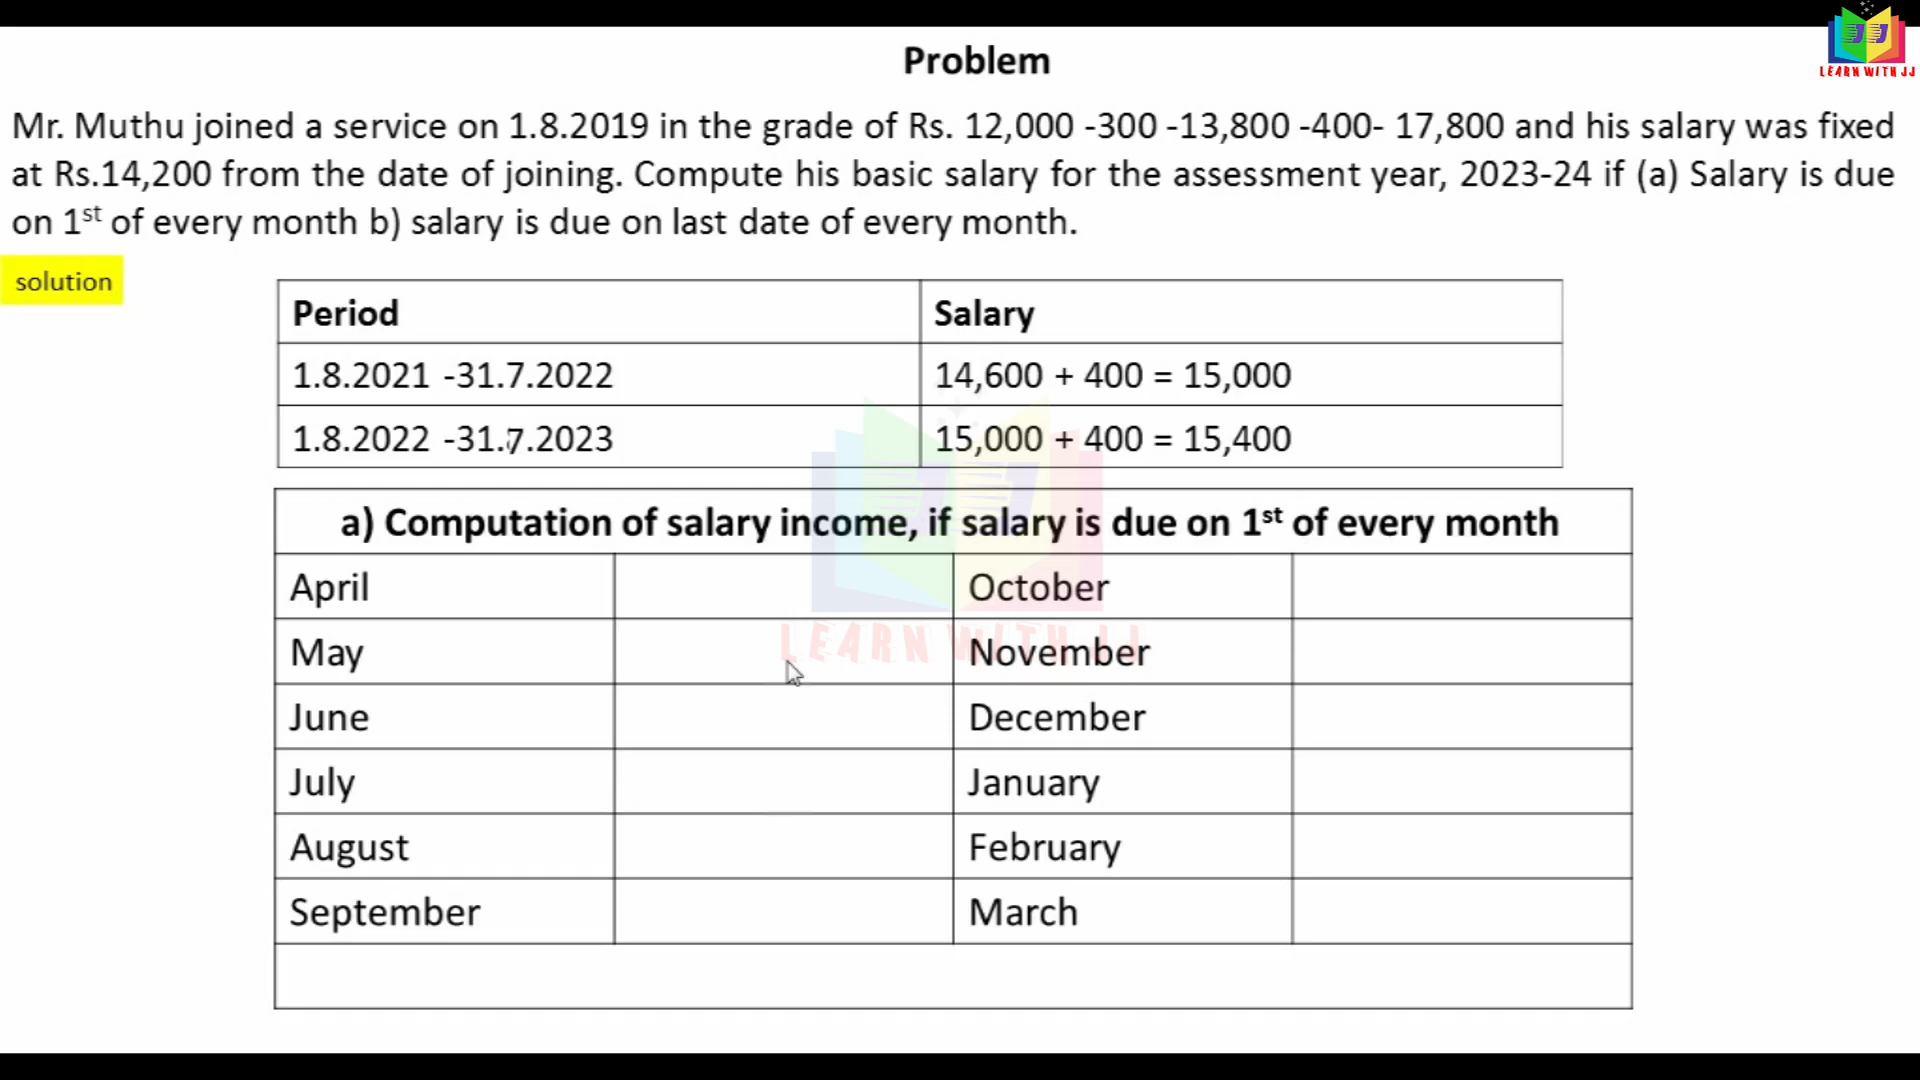 Problem
LEARN WITH JJ
Mr. Muthu joined a service on 1.8.2019 in the grade of Rs. 12,000 -300 -13,800 -400- 17,800 and his salary was fixed
at Rs.14,200 from the date of joining. Compute his basic salary for the assessment year, 2023-24 if (a) Salary is due
on 1st of every month b) salary is due on last date of every month.
solution
Period Salary
1.8.2021 -31.7.2022 14,600 + 400 = 15,000
1.8.2022 -31.7.2023 15,000 + 400 = 15,400
a) Computation of salary income, if salary is due on 1st of every month
April October
LEARN WITH JJ
May November
June December
July January
August February
September March